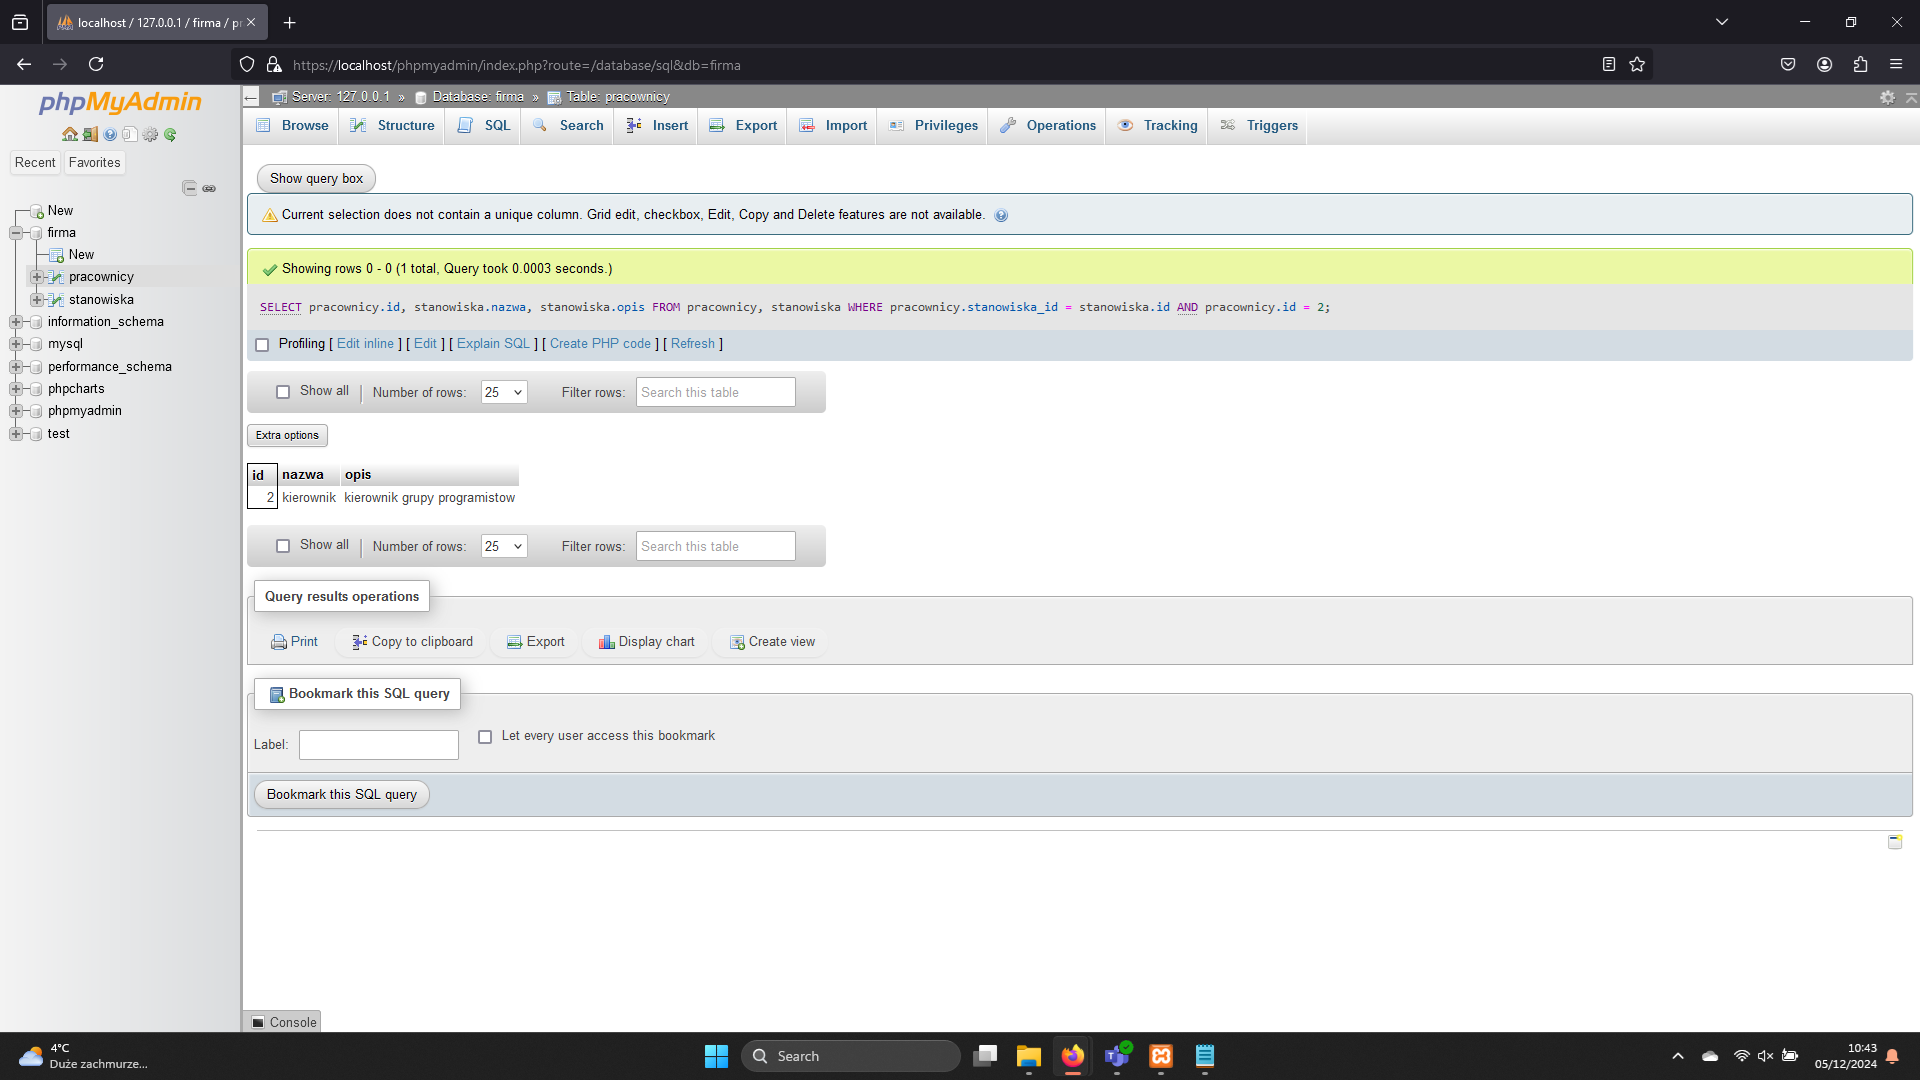 localhost / 127.0.0.1 / firma / pr
https://localhost/phpmyadmin/index.php?route=/database/sql&db=firma
phpMyAdmin
Recent
Favorites
New
firma
New
pracownicy
stanowiska
information_schema
mysql
performance_schema
phpcharts
phpmyadmin
test
Server: 127.0.0.1 » Database: firma » Table: pracownicy
Browse Structure SQL Search Insert Export Import Privileges Operations Tracking Triggers
Show query box
Current selection does not contain a unique column. Grid edit, checkbox, Edit, Copy and Delete features are not available.
Showing rows 0 - 0 (1 total, Query took 0.0003 seconds.)
SELECT pracownicy.id, stanowiska.nazwa, stanowiska.opis FROM pracownicy, stanowiska WHERE pracownicy.stanowiska_id = stanowiska.id AND pracownicy.id = 2;
Profiling [ Edit inline ] [ Edit ] [ Explain SQL ] [ Create PHP code ] [ Refresh ]
Show all | Number of rows: 25 Filter rows: Search this table
Extra options
id nazwa opis
2 kierownik kierownik grupy programistow
Show all | Number of rows: 25 Filter rows: Search this table
Query results operations
Print Copy to clipboard Export Display chart Create view
Bookmark this SQL query
Label: Let every user access this bookmark
Bookmark this SQL query
Console
4°C
Duże zachmurze...
Search
10:43
05/12/2024